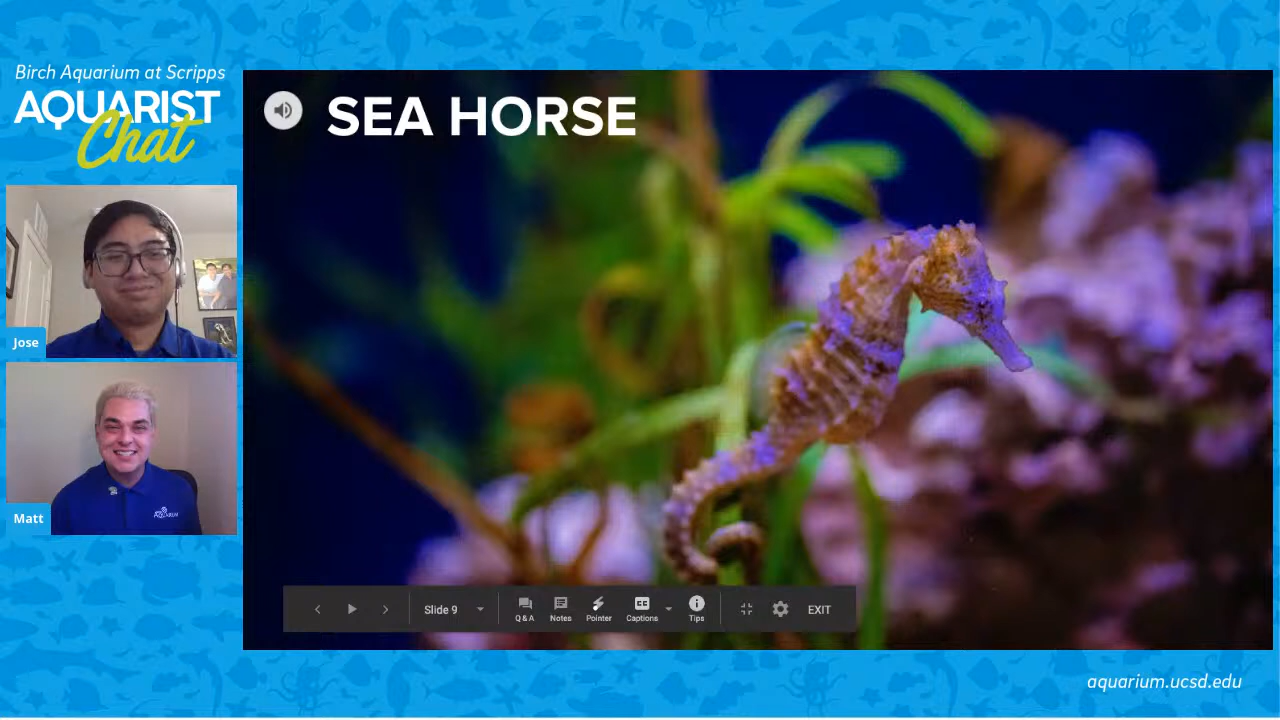 Birch Aquarium at Scripps
AQUARIST
Chat
SEA HORSE
Jose
Matt
Slide 9
Q & A
Notes
Pointer
CC
Captions
Tips
EXIT
aquarium.ucsd.edu